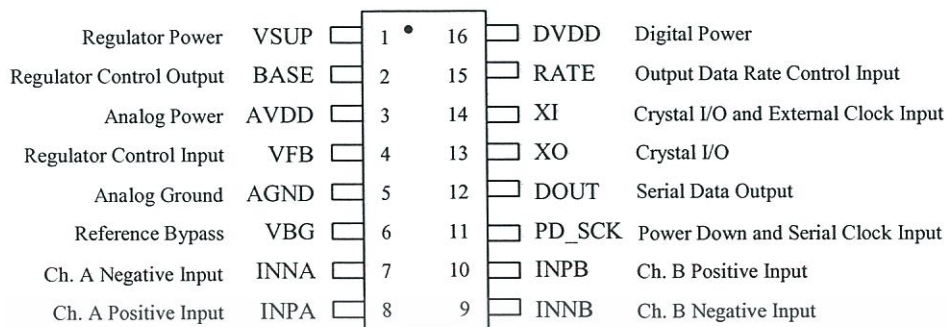 Regulator Power VSUP 1 16 DVDD Digital Power
Regulator Control Output BASE 2 15 RATE Output Data Rate Control Input
Analog Power AVDD 3 14 XI Crystal I/O and External Clock Input
Regulator Control Input VFB 4 13 XO Crystal I/O
Analog Ground AGND 5 12 DOUT Serial Data Output
Reference Bypass VBG 6 11 PD_SCK Power Down and Serial Clock Input
Ch. A Negative Input INNA 7 10 INPB Ch. B Positive Input
Ch. A Positive Input INPA 8 9 INNB Ch. B Negative Input